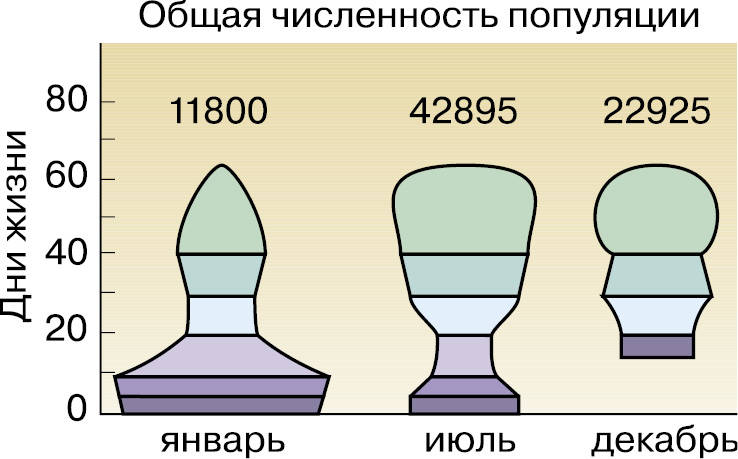 Общая численность популяции
Дни жизни
80
60
40
20
0
11800
42895
22925
январь
июль
декабрь